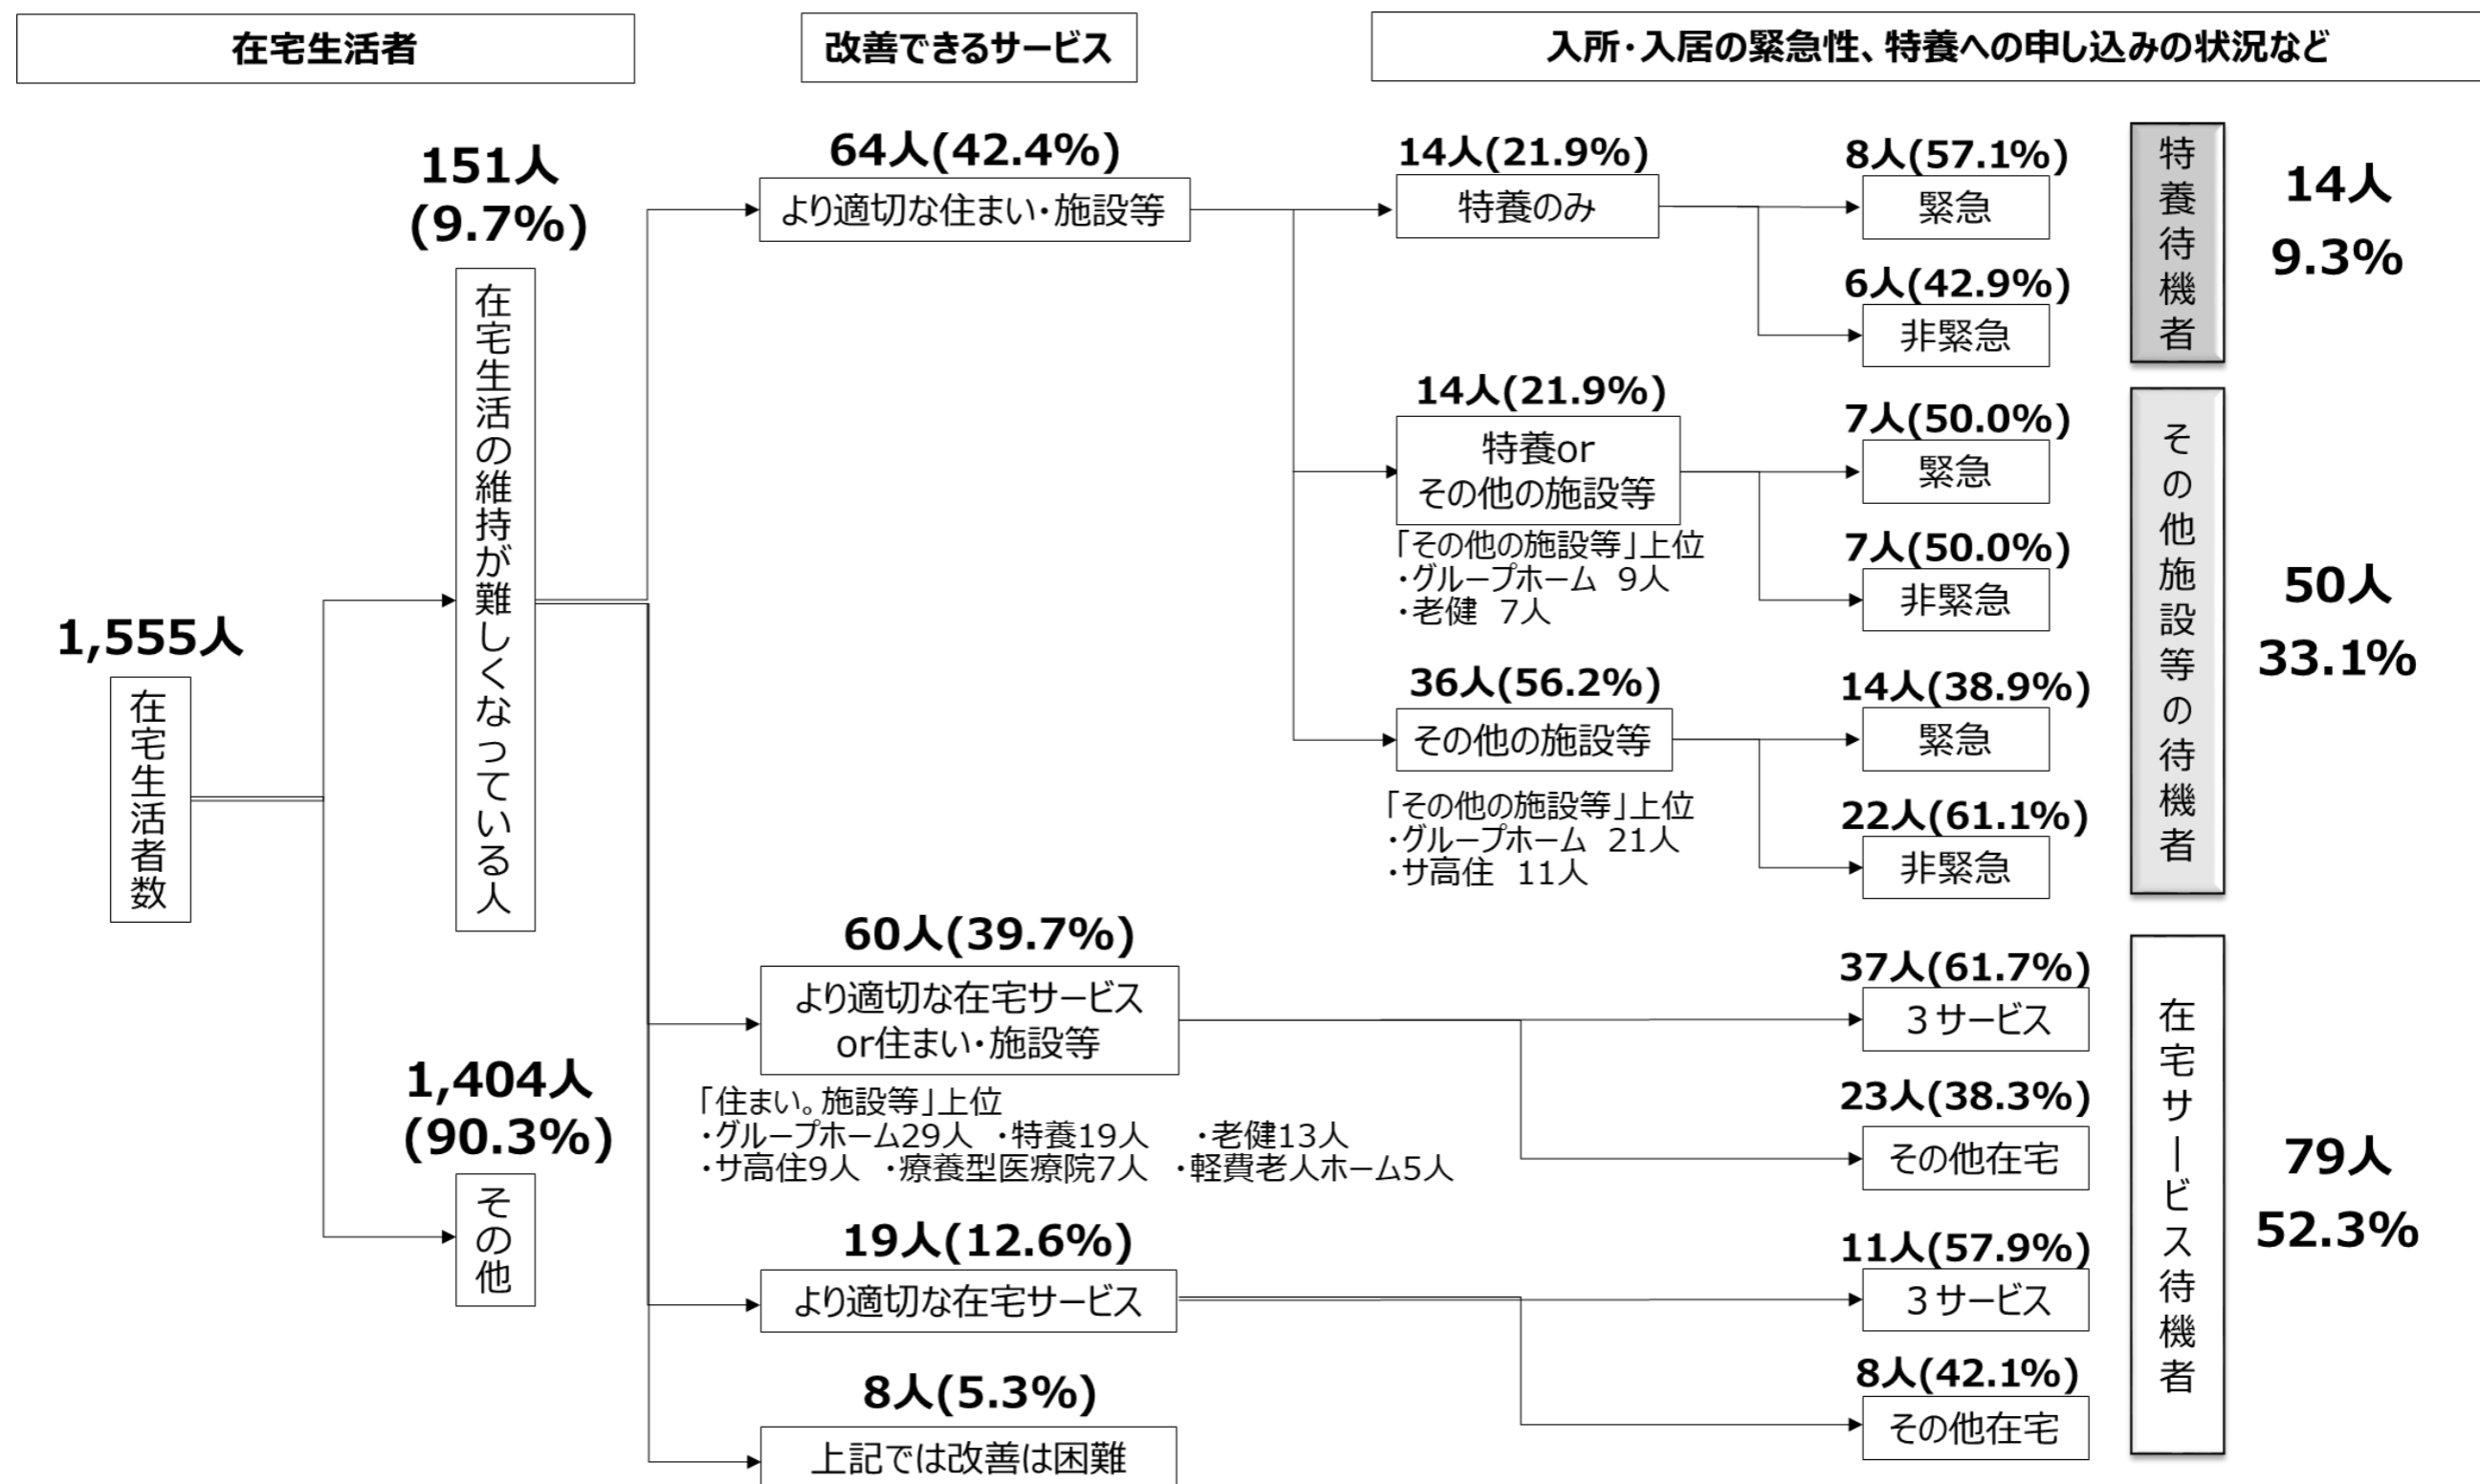 在宅生活者
改善できるサービス
入所・入居の緊急性、特養への申し込みの状況など
1,555人
在宅生活者数
151人
(9.7%)
在宅生活の維持が難しくなっている人
1,404人
(90.3%)
その他
64人(42.4%)
より適切な住まい・施設等
14人(21.9%)
特養のみ
8人(57.1%)
緊急
6人(42.9%)
非緊急
14人(21.9%)
特養or
その他の施設等
「その他の施設等」上位
・グループホーム 9人
・老健 7人
7人(50.0%)
緊急
7人(50.0%)
非緊急
36人(56.2%)
その他の施設等
「その他の施設等」上位
・グループホーム 21人
・サ高住 11人
14人(38.9%)
緊急
22人(61.1%)
非緊急
60人(39.7%)
より適切な在宅サービス
or住まい・施設等
「住まい。施設等」上位
・グループホーム29人 ・特養19人 ・老健13人
・サ高住9人 ・療養型医療院7人 ・軽費老人ホーム5人
37人(61.7%)
３サービス
23人(38.3%)
その他在宅
19人(12.6%)
より適切な在宅サービス
11人(57.9%)
３サービス
8人(42.1%)
その他在宅
8人(5.3%)
上記では改善は困難
特養待機者
14人
9.3%
その他施設等の待機者
50人
33.1%
在宅サービス待機者
79人
52.3%